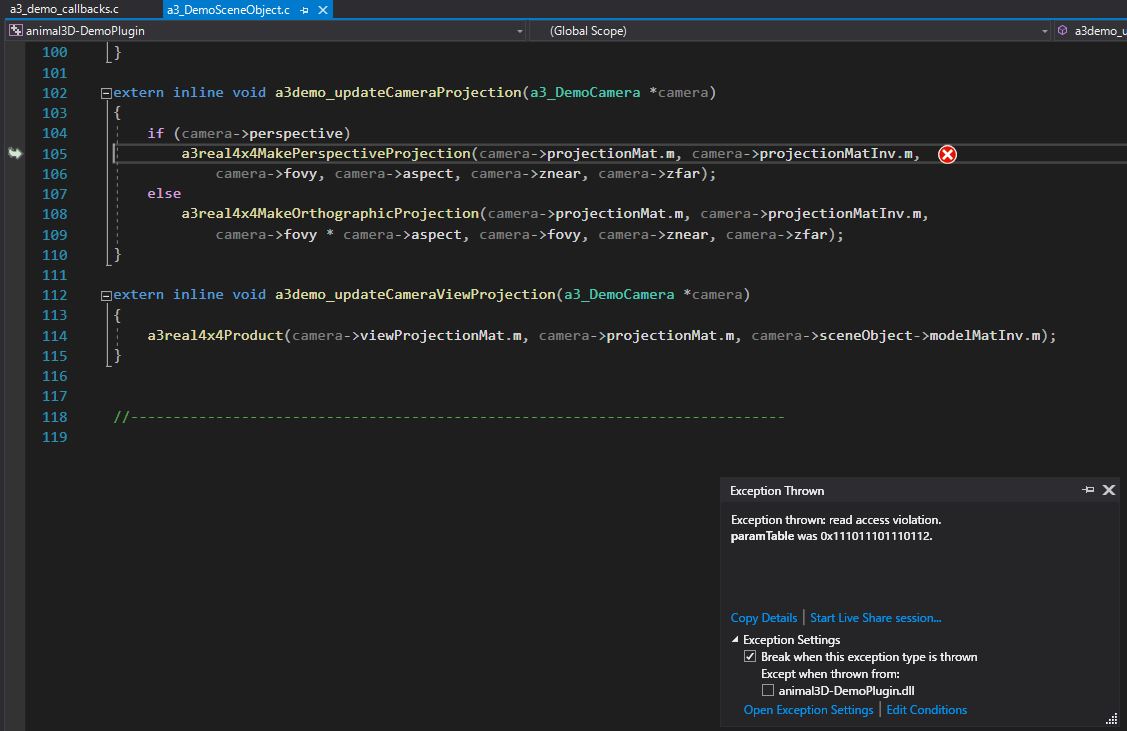 a3_demo_callbacks.c
a3_DemoSceneObject.c
animal3D-DemoPlugin
(Global Scope)
a3demo_u
100 }
101
102 extern inline void a3demo_updateCameraProjection(a3_DemoCamera *camera)
103 {
104 if (camera->perspective)
105 a3real4x4MakePerspectiveProjection(camera->projectionMat.m, camera->projectionMatInv.m,
106 camera->fovy, camera->aspect, camera->znear, camera->zfar);
107 else
108 a3real4x4MakeOrthographicProjection(camera->projectionMat.m, camera->projectionMatInv.m,
109 camera->fovy * camera->aspect, camera->fovy, camera->znear, camera->zfar);
110 }
111
112 extern inline void a3demo_updateCameraViewProjection(a3_DemoCamera *camera)
113 {
114 a3real4x4Product(camera->viewProjectionMat.m, camera->projectionMat.m, camera->sceneObject->modelMatInv.m);
115 }
116
117
118 //-----------------------------------------------------------------------------
119
Exception Thrown
Exception thrown: read access violation.
paramTable was 0x111011101110112.
Copy Details | Start Live Share session...
Exception Settings
Break when this exception type is thrown
Except when thrown from:
animal3D-DemoPlugin.dll
Open Exception Settings | Edit Conditions